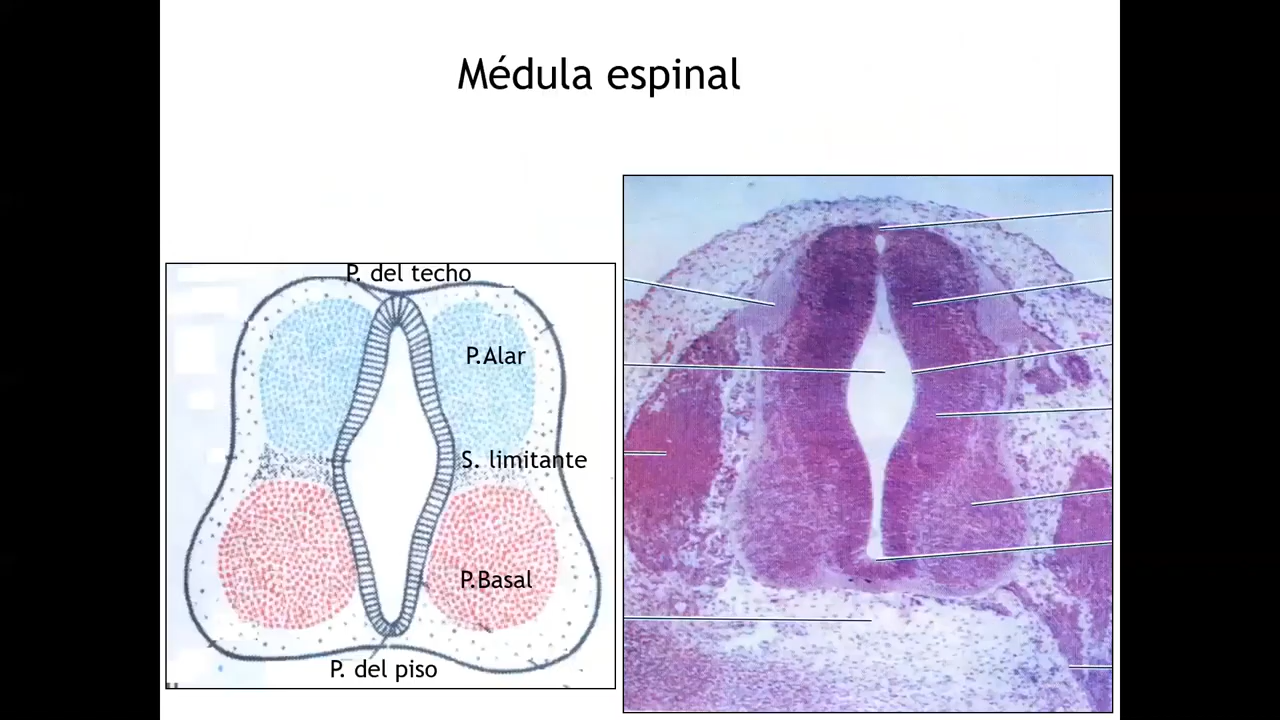 Médula espinal
P. del techo
P.Alar
S. limitante
P.Basal
P. del piso